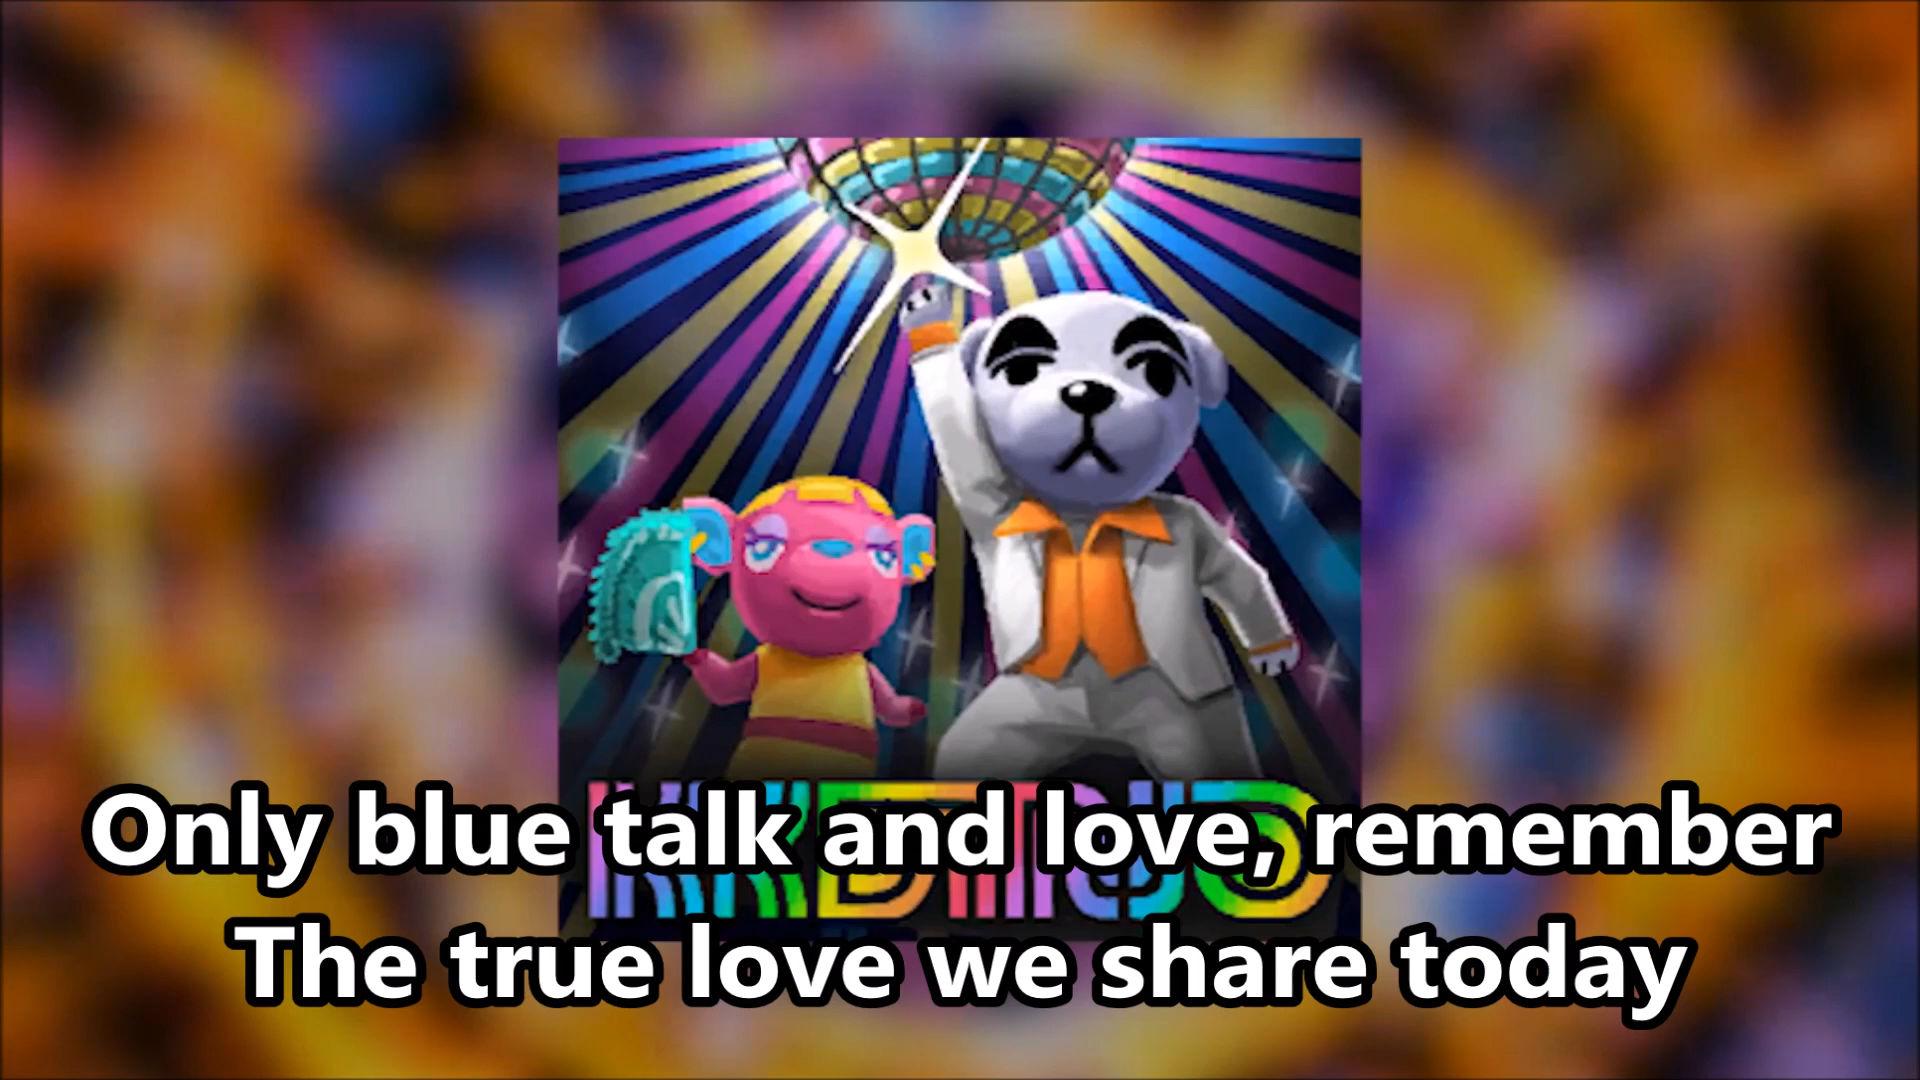 Only blue talk and love, remember
The true love we share today